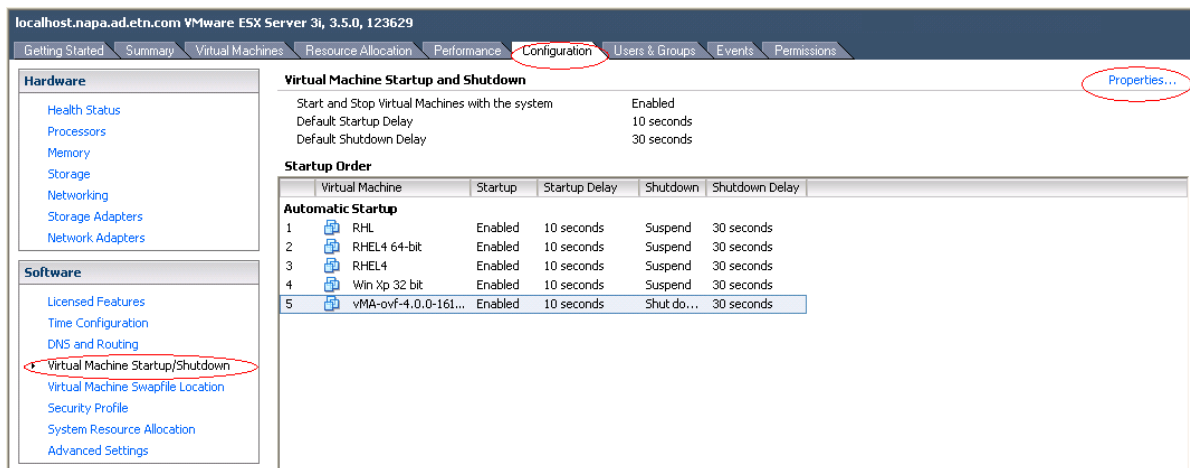 localhost.napa.ad.etn.com VMware ESX Server 3i, 3.5.0, 123629
Getting Started Summary Virtual Machines Resource Allocation Performance Configuration Users & Groups Events Permissions
Hardware
Health Status
Processors
Memory
Storage
Networking
Storage Adapters
Network Adapters
Software
Licensed Features
Time Configuration
DNS and Routing
Virtual Machine Startup/Shutdown
Virtual Machine Swapfile Location
Security Profile
System Resource Allocation
Advanced Settings
Virtual Machine Startup and Shutdown Properties...
Start and Stop Virtual Machines with the system Enabled
Default Startup Delay 10 seconds
Default Shutdown Delay 30 seconds
Startup Order
Virtual Machine Startup Startup Delay Shutdown Shutdown Delay
Automatic Startup
1 RHL Enabled 10 seconds Suspend 30 seconds
2 RHEL4 64-bit Enabled 10 seconds Suspend 30 seconds
3 RHEL4 Enabled 10 seconds Suspend 30 seconds
4 Win Xp 32 bit Enabled 10 seconds Suspend 30 seconds
5 vMA-ovf-4.0.0-161... Enabled 10 seconds Shut do... 30 seconds